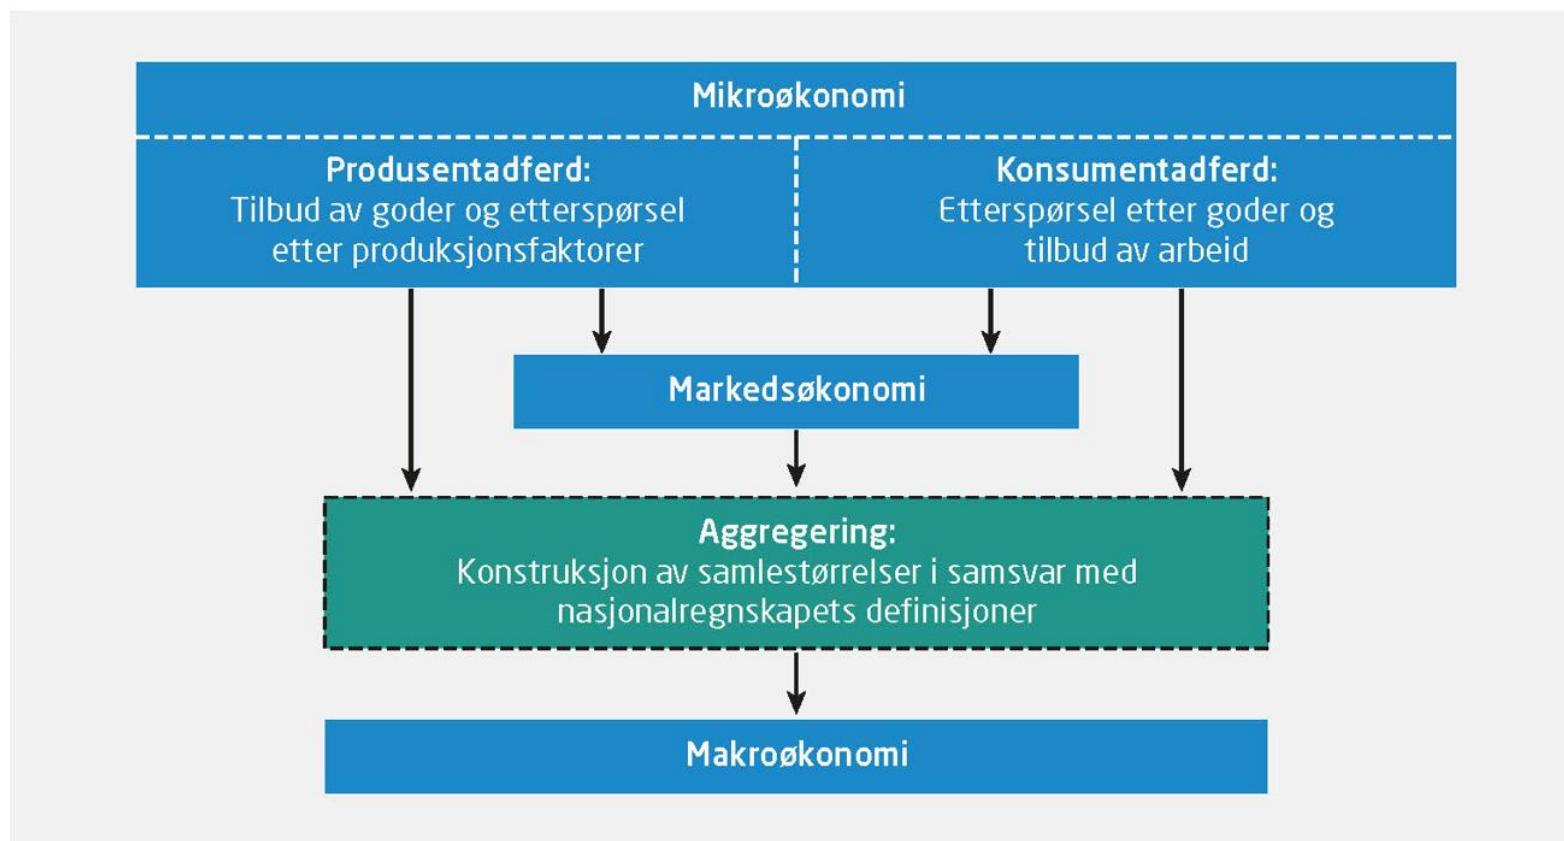 Mikroøkonomi
Produsentadferd:
Tilbud av goder og etterspørsel
etter produksjonsfaktorer
Konsumentadferd:
Etterspørsel etter goder og
tilbud av arbeid
Markedsøkonomi
Aggregering:
Konstruksjon av samlestørrelser i samsvar med
nasjonalregnskapets definisjoner
Makroøkonomi